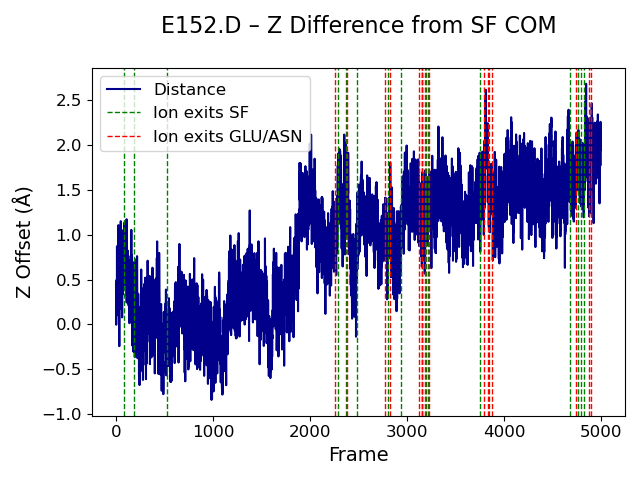 E152.D – Z Difference from SF COM
Distance
Ion exits SF
Ion exits GLU/ASN
Z Offset (Å)
2.5
2.0
1.5
1.0
0.5
0.0
−0.5
−1.0
0
1000
2000
3000
4000
5000
Frame